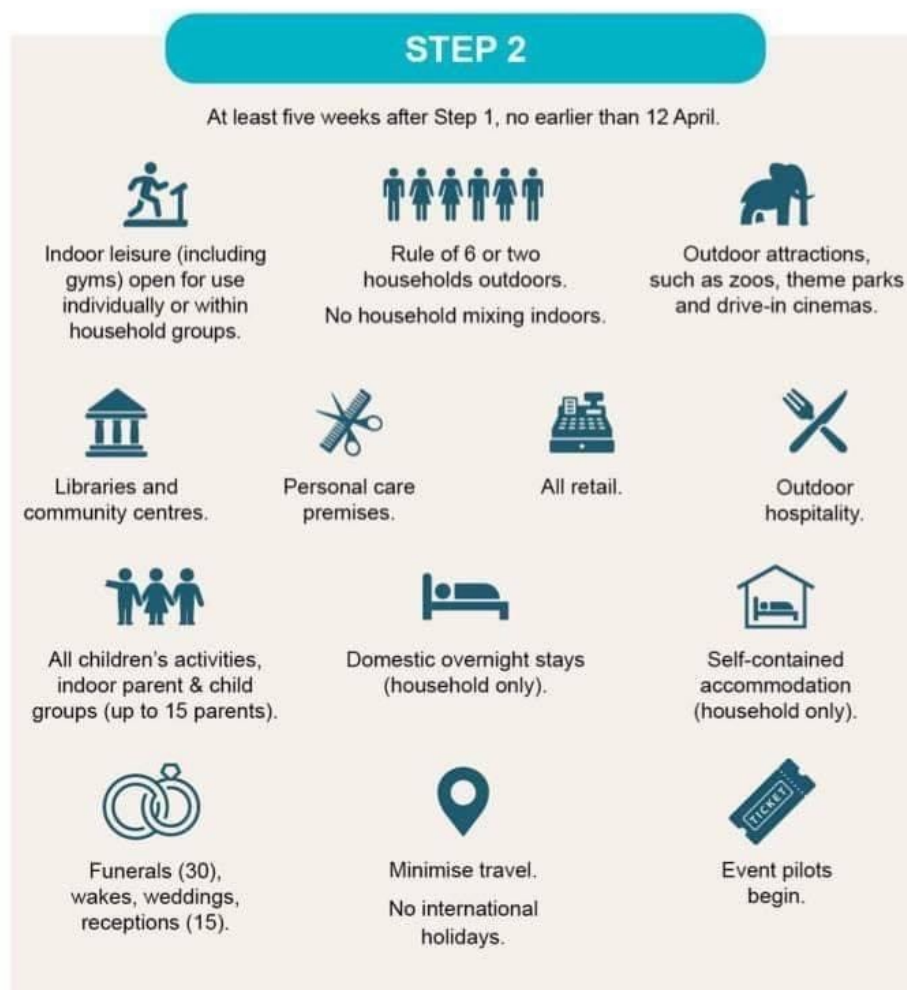 STEP 2
At least five weeks after Step 1, no earlier than 12 April.
Indoor leisure (including
gyms) open for use
individually or within
household groups.
Rule of 6 or two
households outdoors.
No household mixing indoors.
Outdoor attractions,
such as zoos, theme parks
and drive-in cinemas.
Libraries and
community centres.
Personal care
premises.
All retail.
Outdoor
hospitality.
All children's activities,
indoor parent & child
groups (up to 15 parents).
Domestic overnight stays
(household only).
Self-contained
accommodation
(household only).
Funerals (30),
wakes, weddings,
receptions (15).
Minimise travel.
No international
holidays.
TICKET
Event pilots
begin.